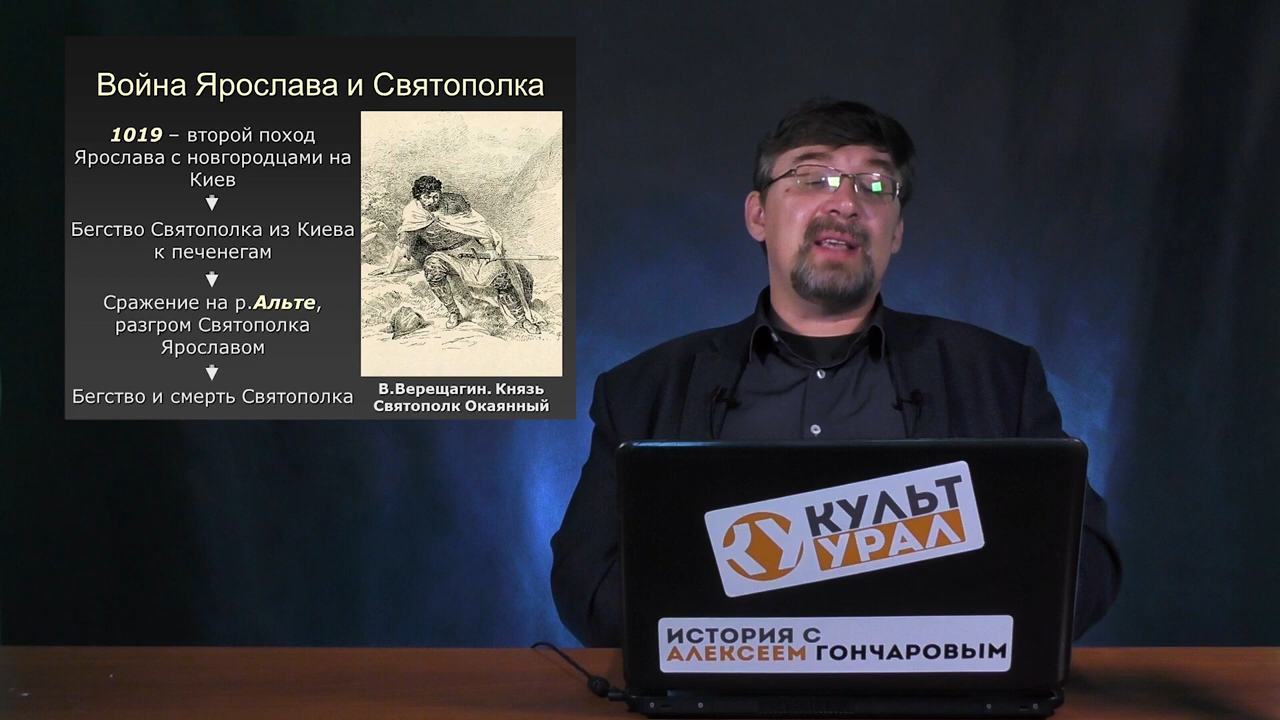 Война Ярослава и Святополка
1019 – второй поход
Ярослава с новгородцами на
Киев
Бегство Святополка из Киева
к печенегам
Сражение на р.Альте,
разгром Святополка
Ярославом
Бегство и смерть Святополка
В.Верещагин. Князь
Святополк Окаянный
КУ КУЛЬТ
УРАЛ
ИСТОРИЯ С
АЛЕКСЕЕМ ГОНЧАРОВЫМ